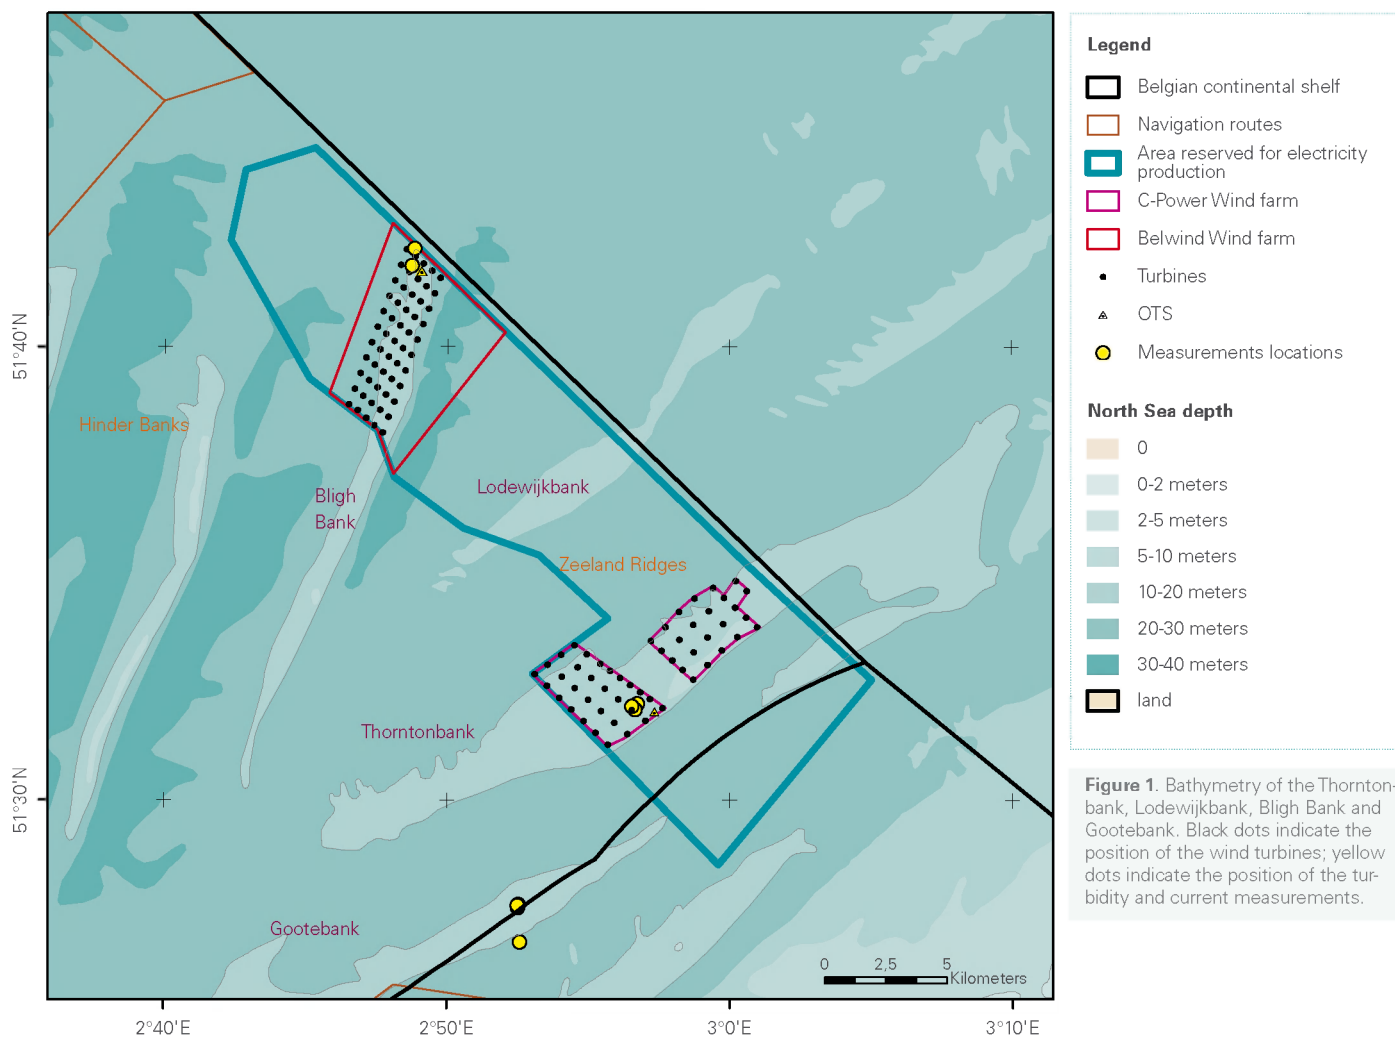 51°40'N
51°30'N
Hinder Banks
Bligh
Bank
Lodewijkbank
Zeeland Ridges
Thorntonbank
Gootebank
0 2,5 5
Kilometers
2°40'E 2°50'E 3°0'E 3°10'E
Legend
Belgian continental shelf
Navigation routes
Area reserved for electricity
production
C-Power Wind farm
Belwind Wind farm
Turbines
OTS
Measurements locations
North Sea depth
0
0-2 meters
2-5 meters
5-10 meters
10-20 meters
20-30 meters
30-40 meters
land
Figure 1. Bathymetry of the Thornton-
bank, Lodewijkbank, Bligh Bank and
Gootebank. Black dots indicate the
position of the wind turbines; yellow
dots indicate the position of the tur-
bidity and current measurements.